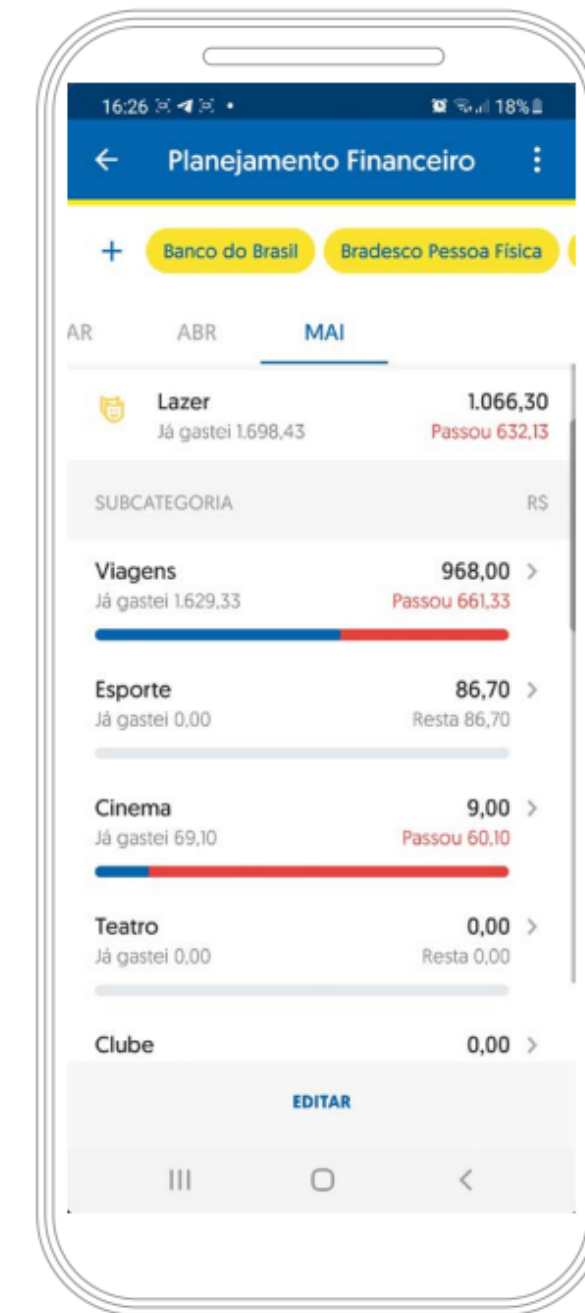 16:26
18%
Planejamento Financeiro
+ Banco do Brasil Bradesco Pessoa Física
AR ABR MAI
Lazer 1.066,30
Já gastei 1.698,43 Passou 632,13
SUBCATEGORIA R$
Viagens 968,00
Já gastei 1.629,33 Passou 661,33
Esporte 86,70
Já gastei 0,00 Resta 86,70
Cinema 9,00
Já gastei 69,10 Passou 60,10
Teatro 0,00
Já gastei 0,00 Resta 0,00
Clube 0,00
EDITAR